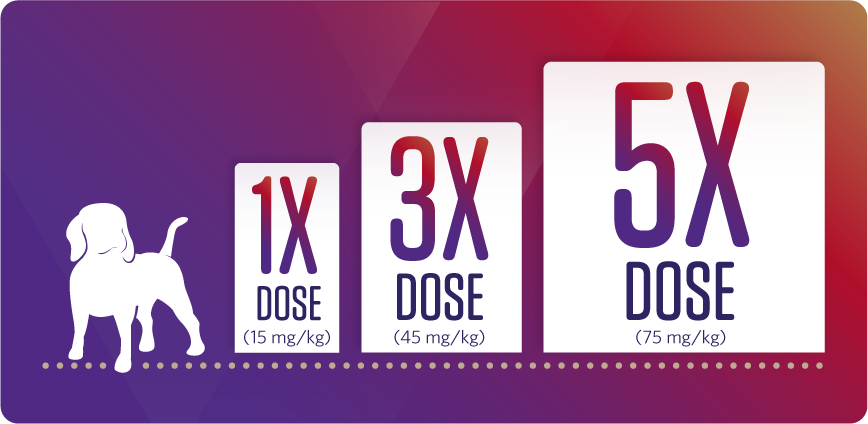 1X
DOSE
(15 mg/kg)
3X
DOSE
(45 mg/kg)
5X
DOSE
(75 mg/kg)